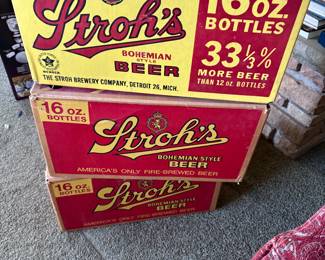 Stroh's
BOHEMIAN
STYLE
BEER
THE STROH BREWERY COMPANY, DETROIT 26, MICH.
16 oz.
BOTTLES
33 1/3 %
MORE BEER
THAN 12 oz. BOTTLES
16 oz.
BOTTLES
Stroh's
BOHEMIAN STYLE
BEER
AMERICA'S ONLY FIRE-BREWED BEER
16 oz.
BOTTLES
Stroh's
BOHEMIAN STYLE
BEER
AMERICA'S ONLY FIRE-BREWED BEER